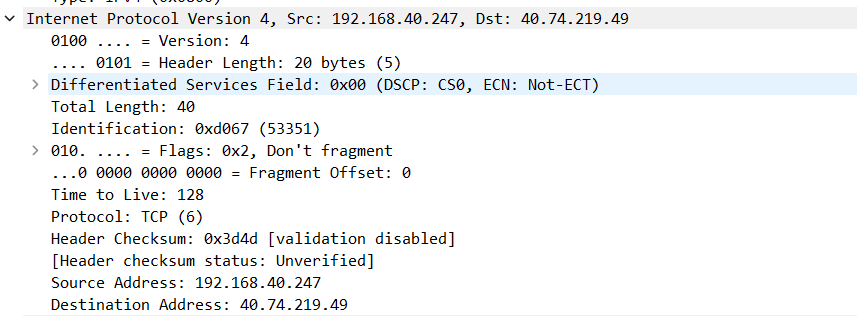 Internet Protocol Version 4, Src: 192.168.40.247, Dst: 40.74.219.49
0100 .... = Version: 4
.... 0101 = Header Length: 20 bytes (5)
Differentiated Services Field: 0x00 (DSCP: CS0, ECN: Not-ECT)
Total Length: 40
Identification: 0xd067 (53351)
010. .... = Flags: 0x2, Don't fragment
...0 0000 0000 0000 = Fragment Offset: 0
Time to Live: 128
Protocol: TCP (6)
Header Checksum: 0x3d4d [validation disabled]
[Header checksum status: Unverified]
Source Address: 192.168.40.247
Destination Address: 40.74.219.49